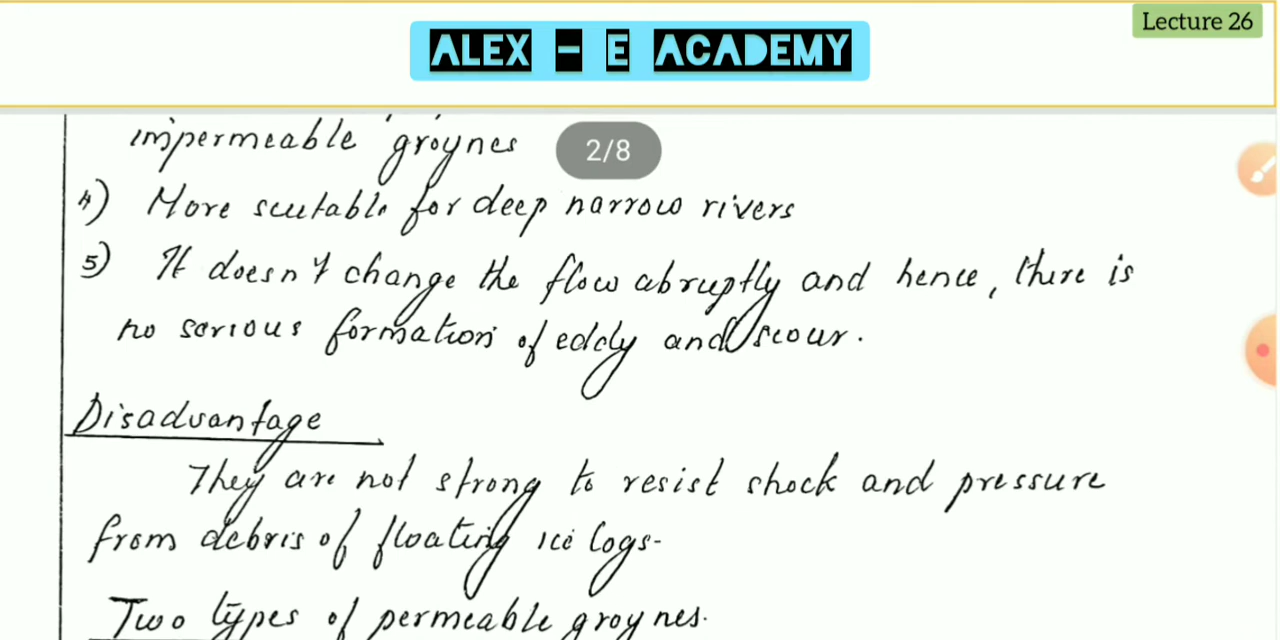 Lecture 26
ALEX - E ACADEMY
impermeable groynes
2/8
4) More suitable for deep narrow rivers
5) It doesn't change the flow abruptly and hence, there is
no serious formation of eddy and scour.
Disadvantage
They are not strong to resist shock and pressure
from debris of floating ice logs-
Two types of permeable groynes.